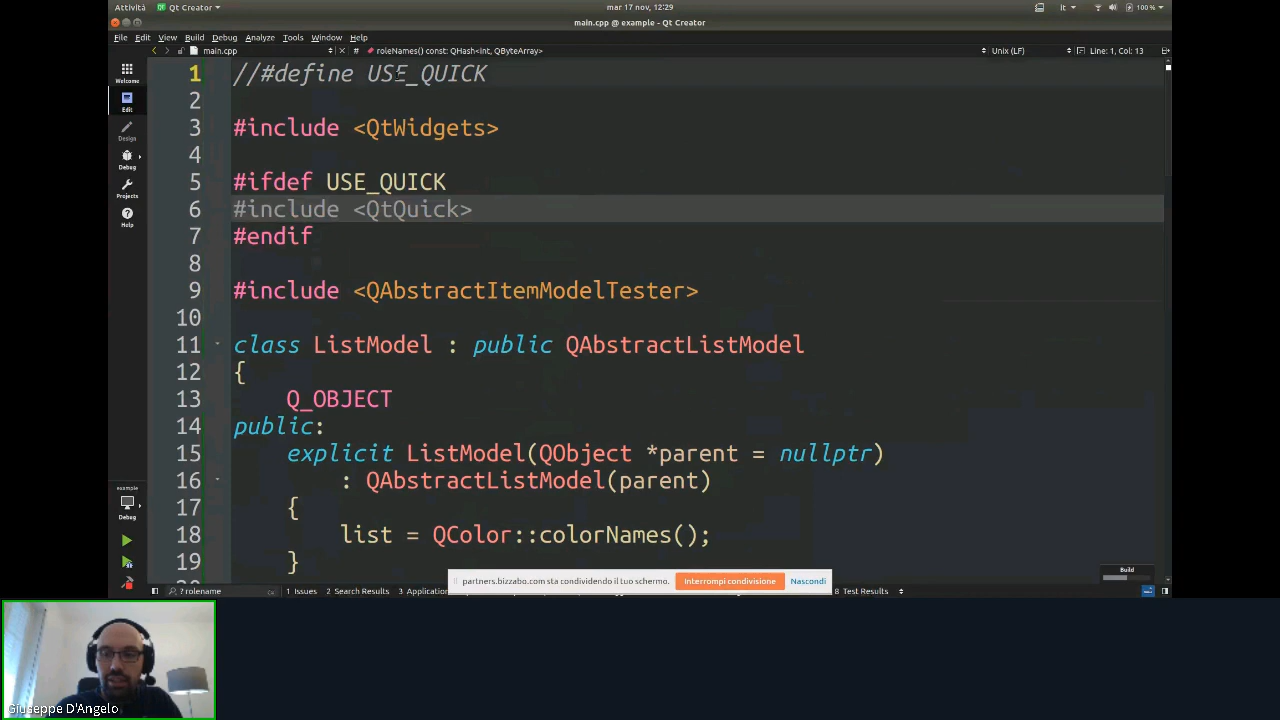 Attività
Qt Creator
mar 17 nov, 12:29
it
100 %
main.cpp @ example - Qt Creator
File Edit View Build Debug Analyze Tools Window Help
main.cpp
# roleNames() const: QHash<int, QByteArray>
Unix (LF)
Line: 1, Col: 13
Welcome
Edit
Design
Debug
Projects
Help
example
Debug
1 //#define USE_QUICK
2
3 #include <QtWidgets>
4
5 #ifdef USE_QUICK
6 #include <QtQuick>
7 #endif
8
9 #include <QAbstractItemModelTester>
10
11 class ListModel : public QAbstractListModel
12 {
13 Q_OBJECT
14 public:
15 explicit ListModel(QObject *parent = nullptr)
16 : QAbstractListModel(parent)
17 {
18 list = QColor::colorNames();
19 }
partners.bizzabo.com sta condividendo il tuo schermo.
Interrompi condivisione
Nascondi
Build
rolename
1 Issues
2 Search Results
3 Application
8 Test Results
Giuseppe D'Angelo